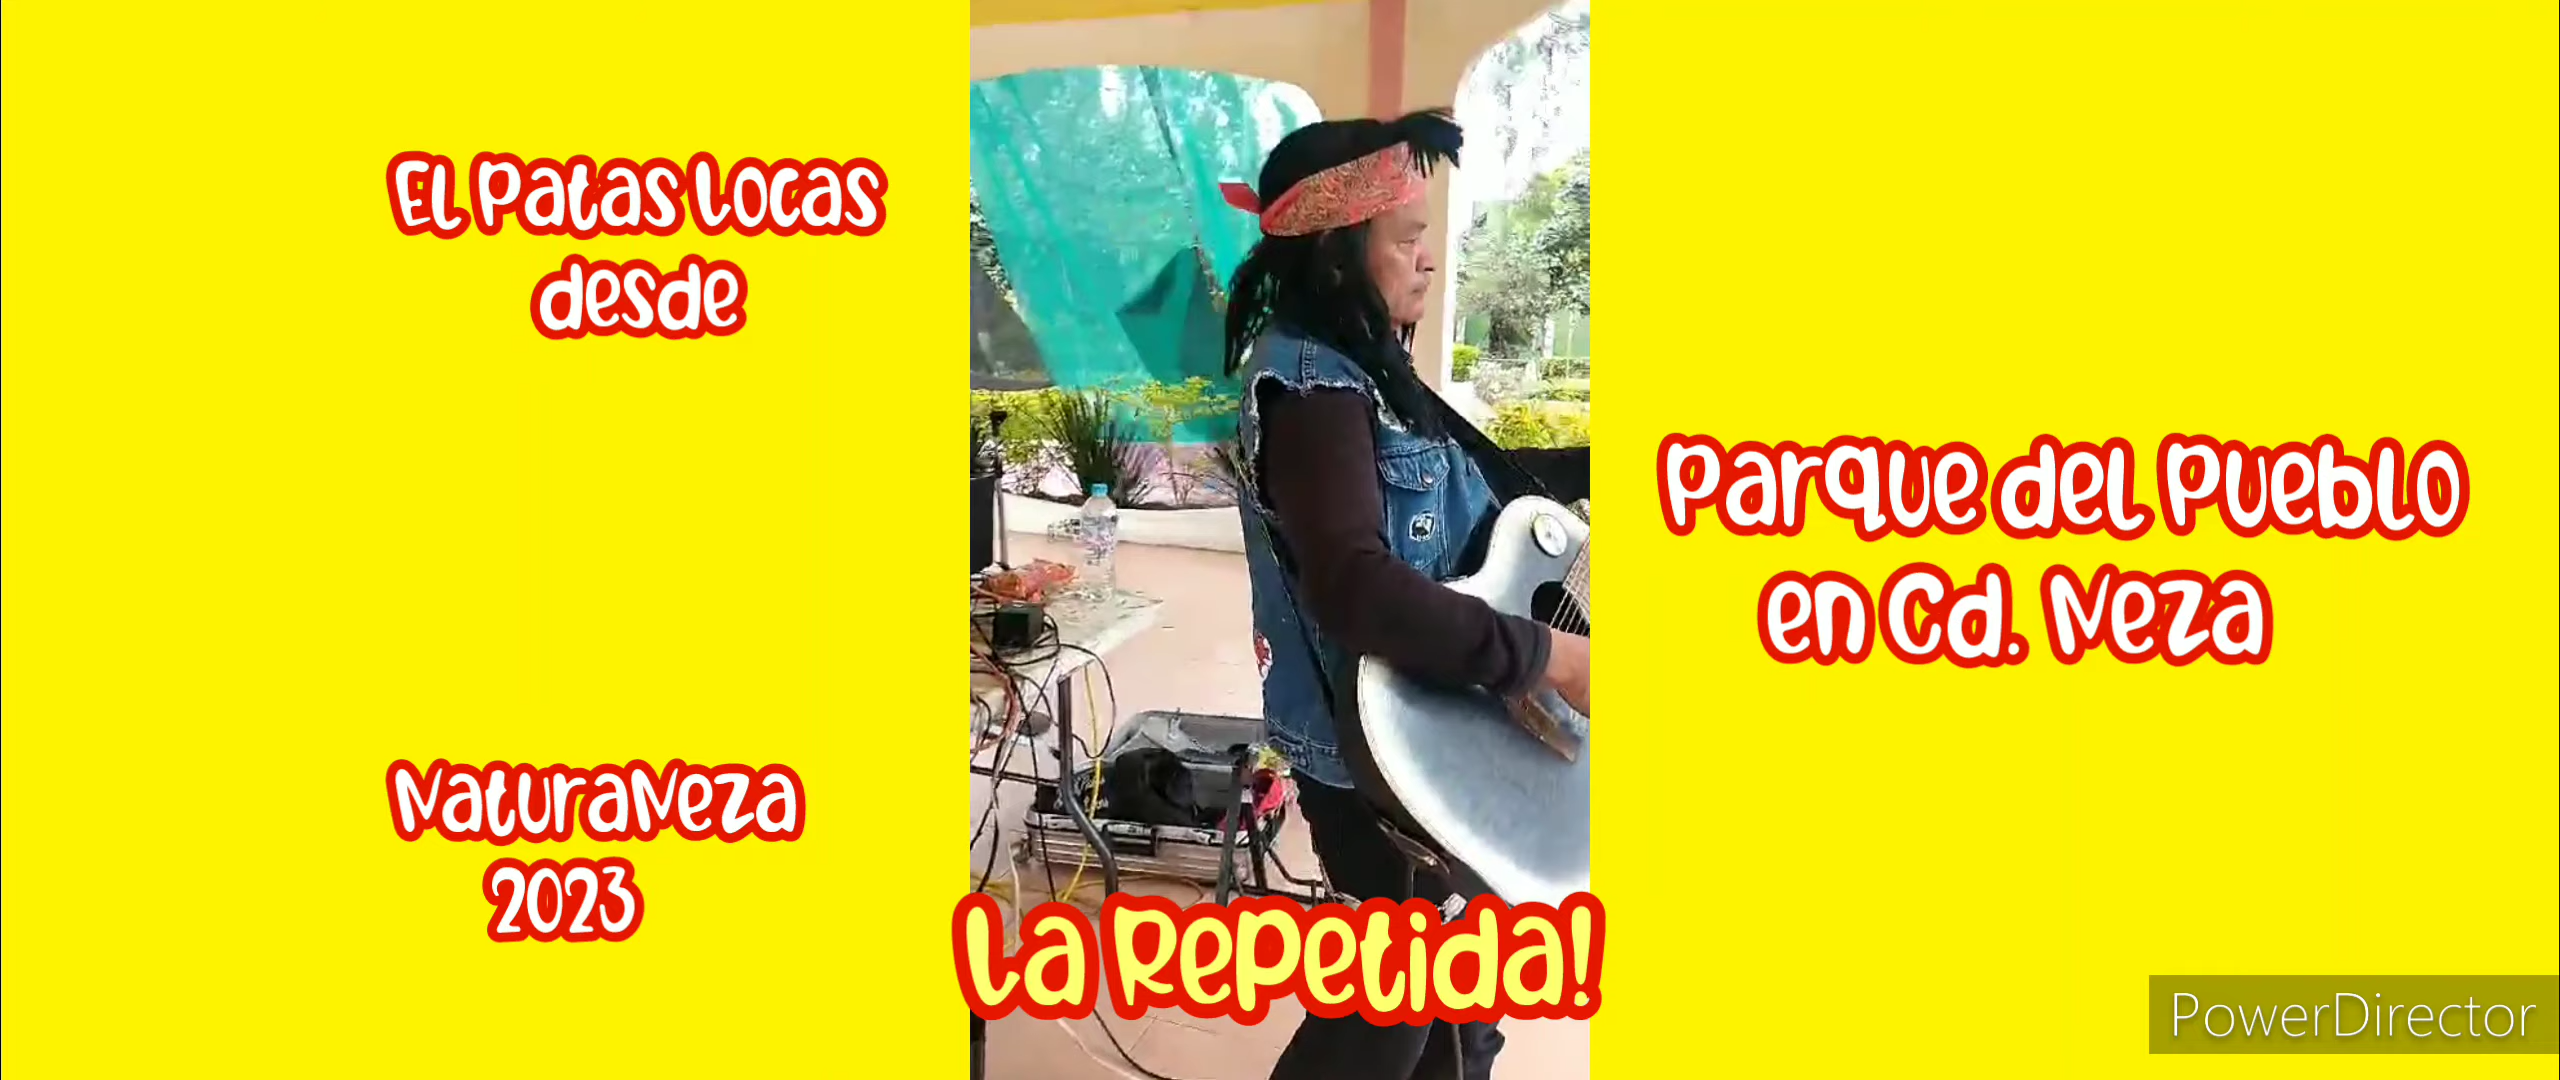 El Patas Locas
desde
Parque del Pueblo
en Cd. Neza
NaturaNeza
2023
La Repetida!
PowerDirector